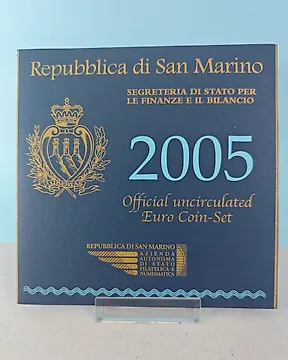 Repubblica di San Marino
SEGRETERIA DI STATO PER
LE FINANZE E IL BILANCIO
2005
Official uncirculated
Euro Coin-Set
LIBERTAS
REPUBBLICA DI SAN MARINO
AZIENDA
AUTONOMA
DI STATO
FILATELICA E
NUMISMATICA